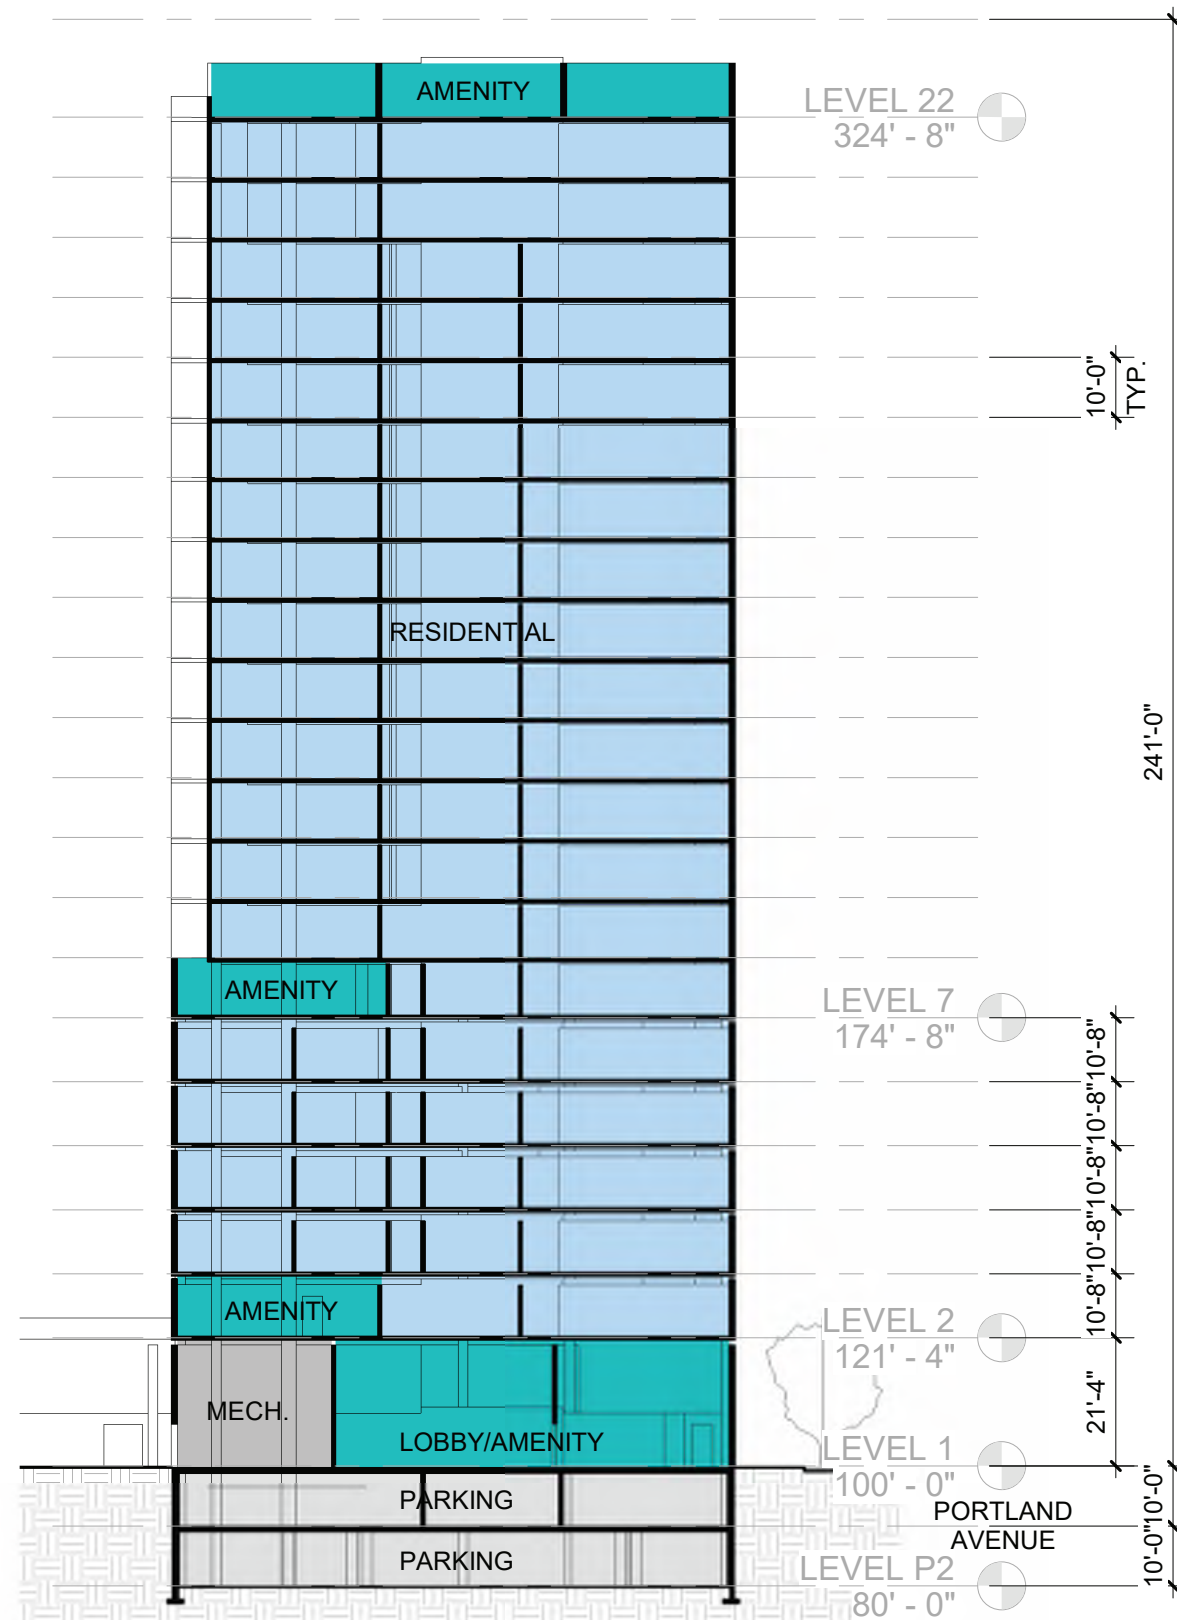 AMENITY
LEVEL 22
324' - 8"
10'-0"
TYP.
RESIDENTIAL
241'-0"
AMENITY
LEVEL 7
174' - 8"
10'-8"
10'-8"
10'-8"
10'-8"
10'-8"
AMENITY
LEVEL 2
121' - 4"
21'-4"
MECH.
LOBBY/AMENITY
LEVEL 1
100' - 0"
PARKING
PORTLAND
AVENUE
10'-0"
10'-0"
PARKING
LEVEL P2
80' - 0"